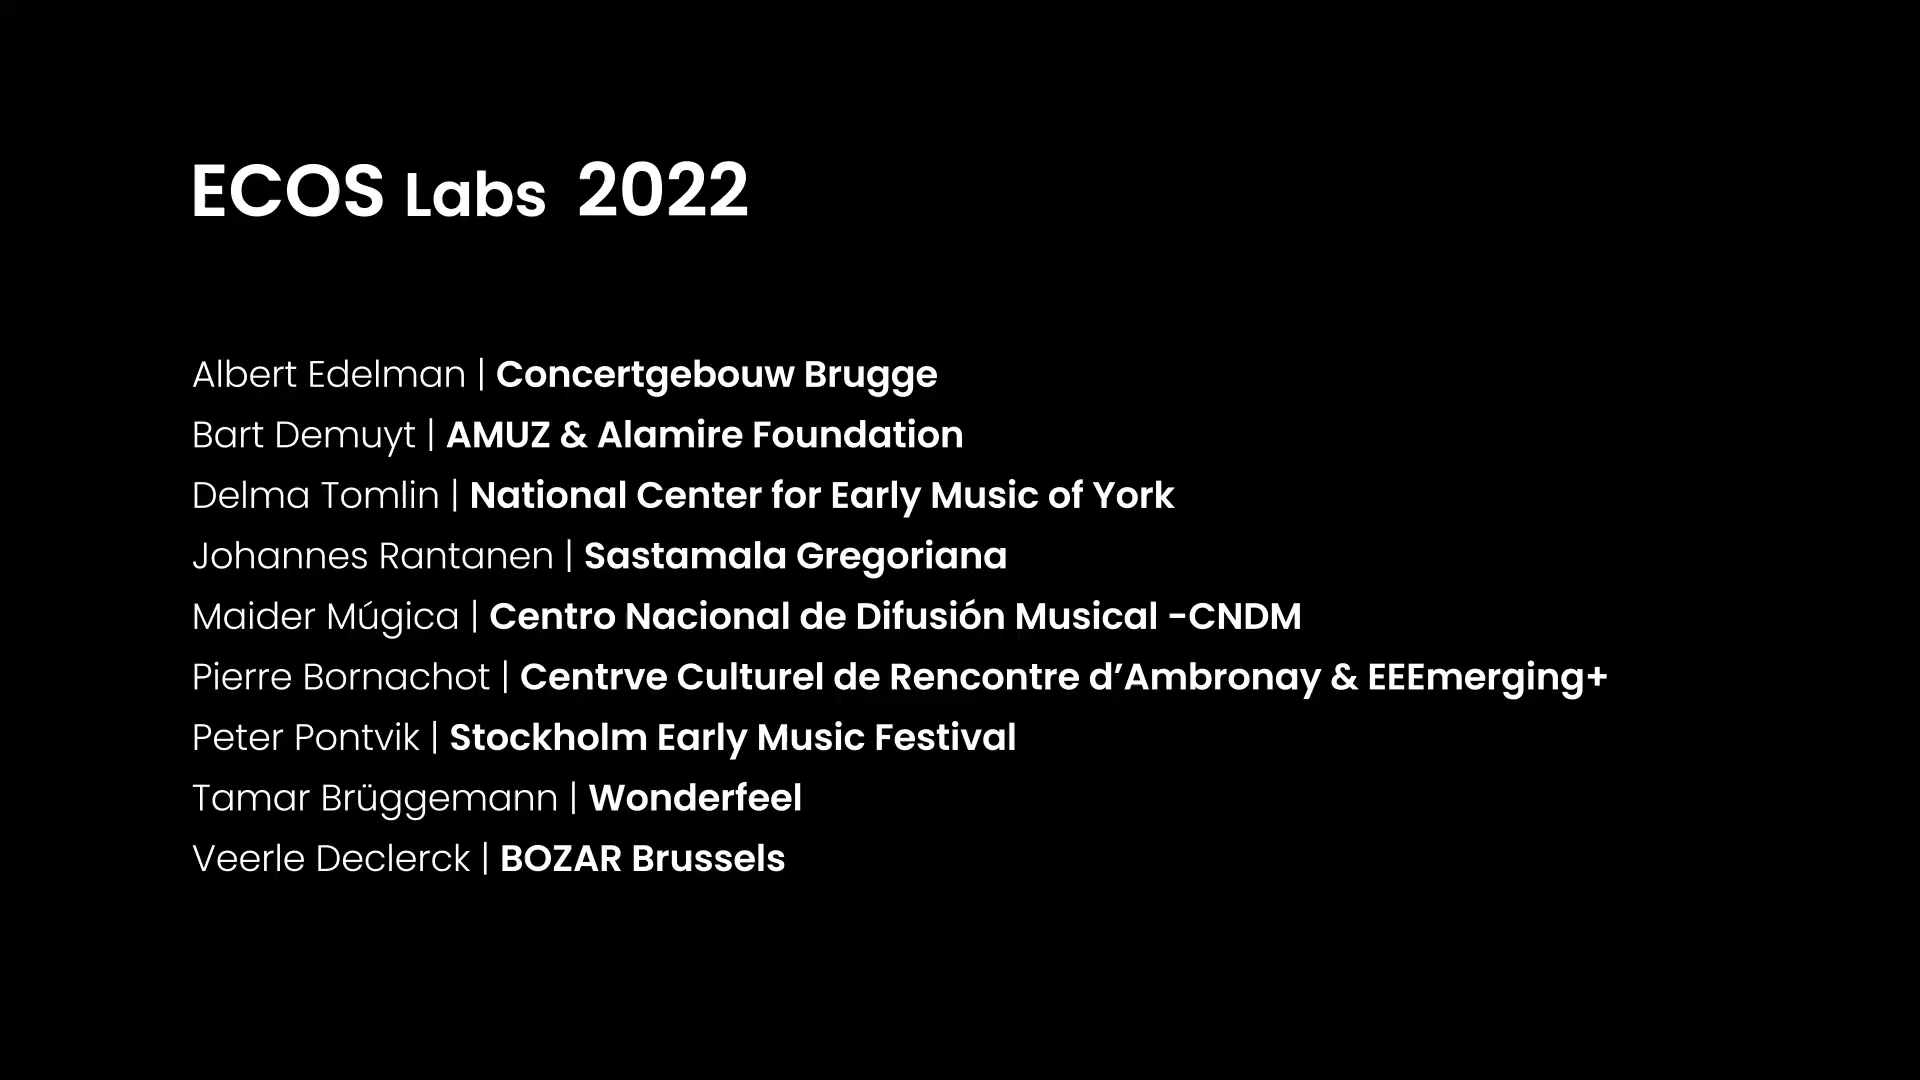 ECOS Labs 2022
Albert Edelman | Concertgebouw Brugge
Bart Demuyt | AMUZ & Alamire Foundation
Delma Tomlin | National Center for Early Music of York
Johannes Rantanen | Sastamala Gregoriana
Maider Múgica | Centro Nacional de Difusión Musical -CNDM
Pierre Bornachot | Centrve Culturel de Rencontre d’Ambronay & EEEmerging+
Peter Pontvik | Stockholm Early Music Festival
Tamar Brüggemann | Wonderfeel
Veerle Declerck | BOZAR Brussels